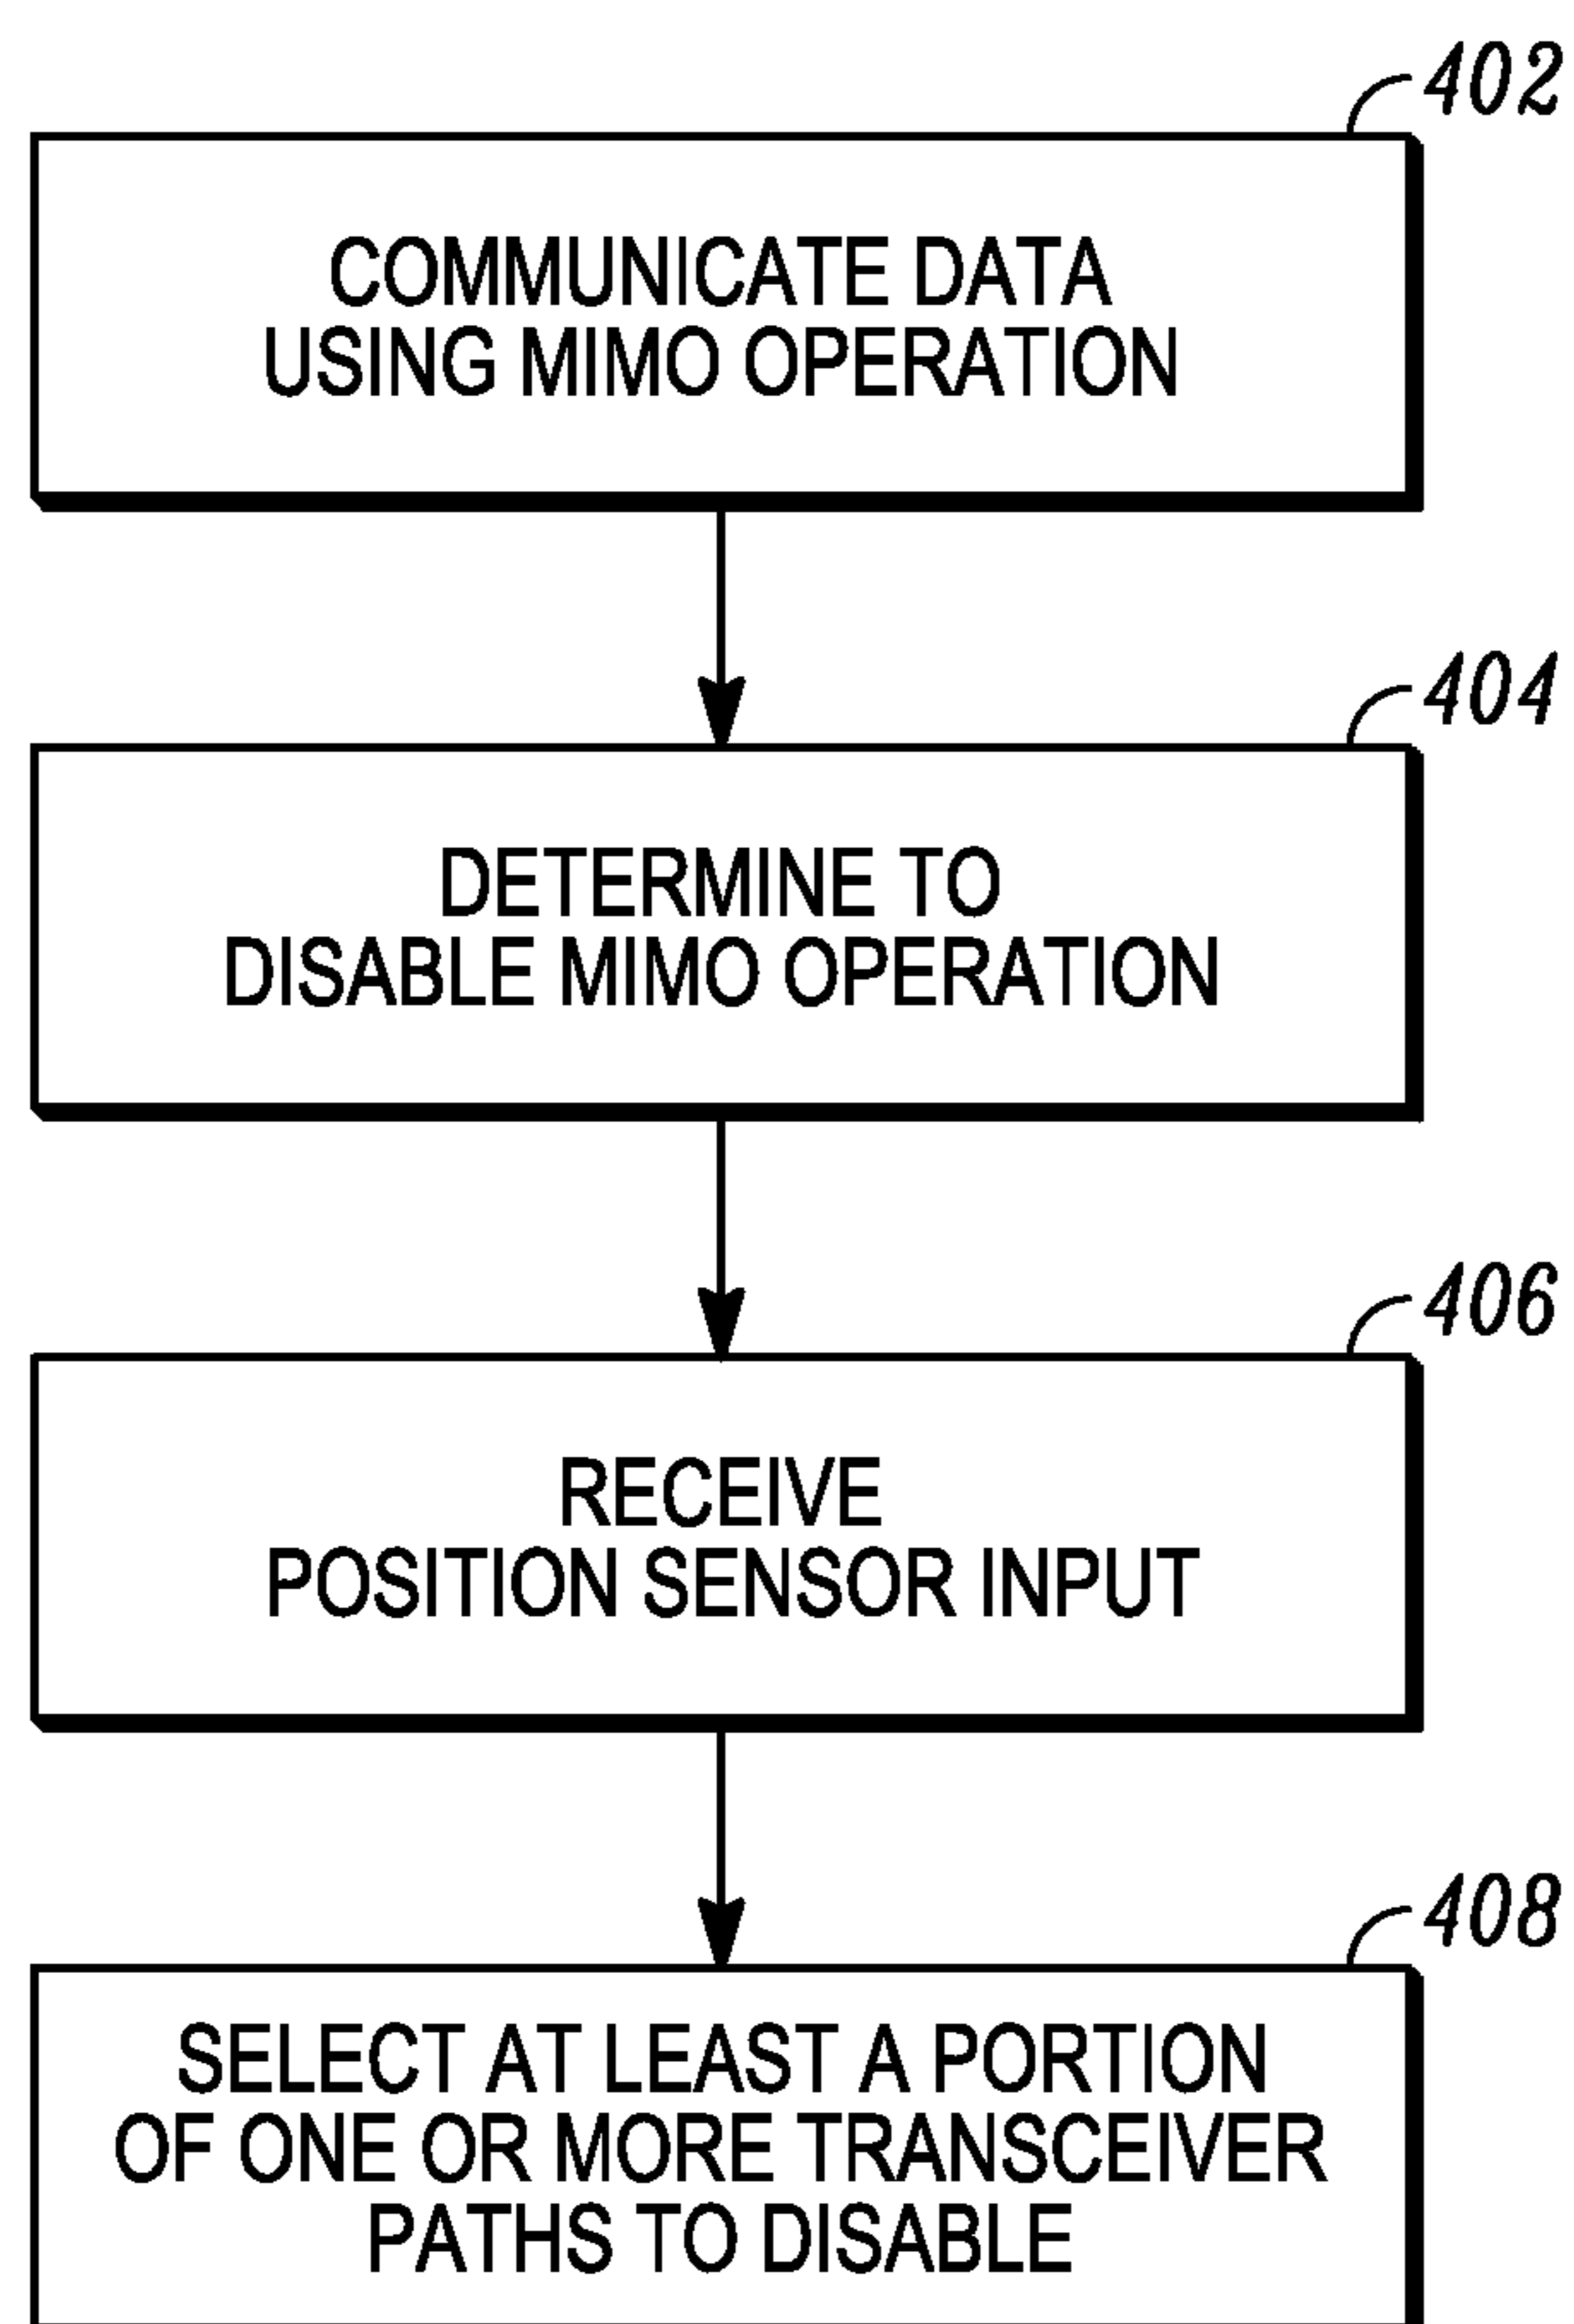 402
COMMUNICATE DATA
USING MIMO OPERATION
404
DETERMINE TO
DISABLE MIMO OPERATION
406
RECEIVE
POSITION SENSOR INPUT
408
SELECT AT LEAST A PORTION
OF ONE OR MORE TRANSCEIVER
PATHS TO DISABLE